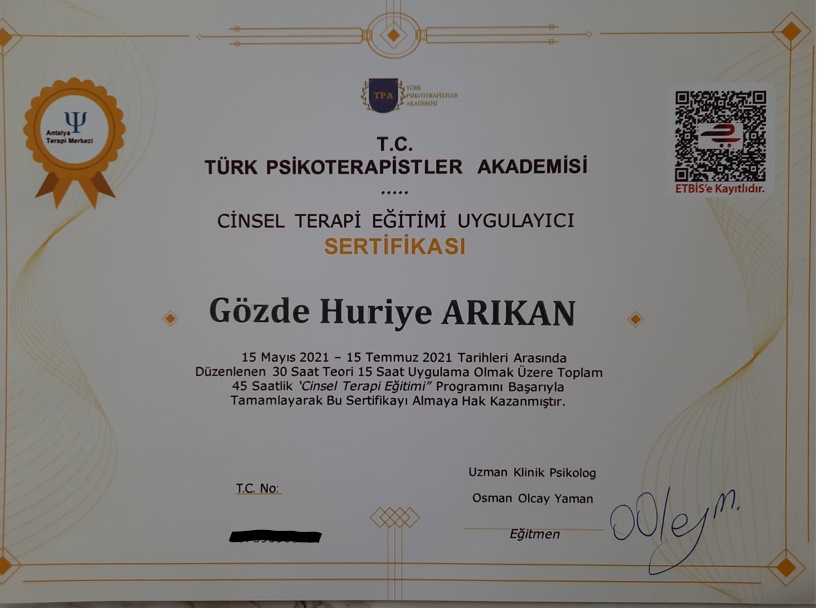 TPA
TÜRK
PSİKOTERAPİSTLER
AKADEMİSİ
Antalya
Terapi Merkezi
ETBİS'e Kayıtlıdır.
T.C.
TÜRK PSİKOTERAPİSTLER AKADEMİSİ
.....
CİNSEL TERAPİ EĞİTİMİ UYGULAYICI
SERTİFİKASI
Gözde Huriye ARIKAN
15 Mayıs 2021 – 15 Temmuz 2021 Tarihleri Arasında
Düzenlenen 30 Saat Teori 15 Saat Uygulama Olmak Üzere Toplam
45 Saatlik ‘Cinsel Terapi Eğitimi” Programını Başarıyla
Tamamlayarak Bu Sertifikayı Almaya Hak Kazanmıştır.
T.C. No:
Uzman Klinik Psikolog
Osman Olcay Yaman
Eğitmen